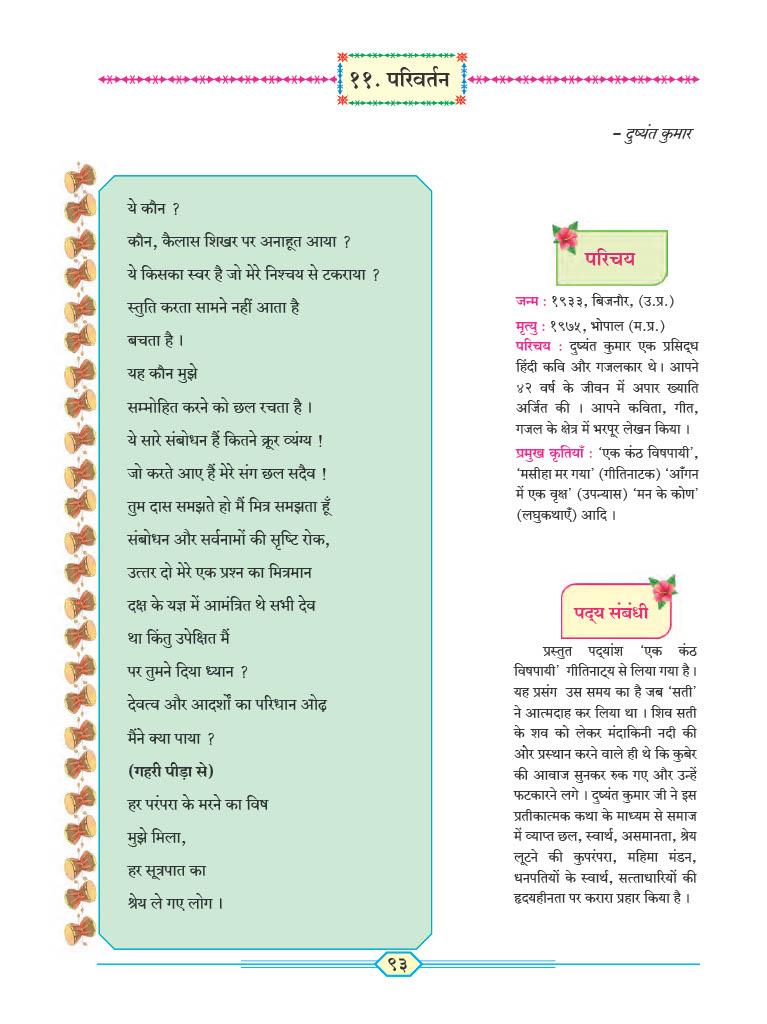 ११. परिवर्तन
– दुष्यंत कुमार
ये कौन ?
कौन, कैलास शिखर पर अनाहूत आया ?
ये किसका स्वर है जो मेरे निश्चय से टकराया ?
स्तुति करता सामने नहीं आता है
बचता है ।
यह कौन मुझे
सम्मोहित करने को छल रचता है ।
ये सारे संबोधन हैं कितने क्रूर व्यंग्य !
जो करते आए हैं मेरे संग छल सदैव !
तुम दास समझते हो मैं मित्र समझता हूँ
संबोधन और सर्वनामों की सृष्टि रोक,
उत्तर दो मेरे एक प्रश्न का मित्रमान
दक्ष के यज्ञ में आमंत्रित थे सभी देव
था किंतु उपेक्षित मैं
पर तुमने दिया ध्यान ?
देवत्व और आदर्शों का परिधान ओढ़
मैंने क्या पाया ?
(गहरी पीड़ा से)
हर परंपरा के मरने का विष
मुझे मिला,
हर सूत्रपात का
श्रेय ले गए लोग ।
परिचय
जन्म : १९३३, बिजनौर, (उ.प्र.)
मृत्यु : १९७५, भोपाल (म.प्र.)
परिचय : दुष्यंत कुमार एक प्रसिद्ध
हिंदी कवि और गजलकार थे। आपने
४२ वर्ष के जीवन में अपार ख्याति
अर्जित की । आपने कविता, गीत,
गजल के क्षेत्र में भरपूर लेखन किया ।
प्रमुख कृतियाँ : ‘एक कंठ विषपायी’,
‘मसीहा मर गया’ (गीतिनाटक) ‘आँगन
में एक वृक्ष’ (उपन्यास) ‘मन के कोण’
(लघुकथाएँ) आदि ।
पद्य संबंधी
प्रस्तुत पद्यांश ‘एक कंठ
विषपायी’ गीतिनाट्य से लिया गया है।
यह प्रसंग उस समय का है जब ‘सती’
ने आत्मदाह कर लिया था । शिव सती
के शव को लेकर मंदाकिनी नदी की
ओर प्रस्थान करने वाले ही थे कि कुबेर
की आवाज सुनकर रुक गए और उन्हें
फटकारने लगे । दुष्यंत कुमार जी ने इस
प्रतीकात्मक कथा के माध्यम से समाज
में व्याप्त छल, स्वार्थ, असमानता, श्रेय
लूटने की कुपरंपरा, महिमा मंडन,
धनपतियों के स्वार्थ, सत्ताधारियों की
हृदयहीनता पर करारा प्रहार किया है ।
९३